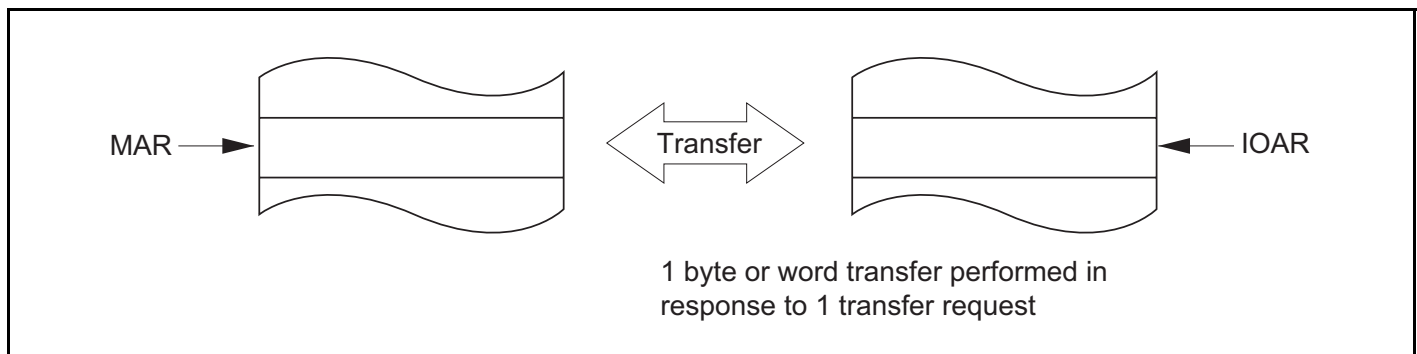 MAR
Transfer
IOAR
1 byte or word transfer performed in
response to 1 transfer request